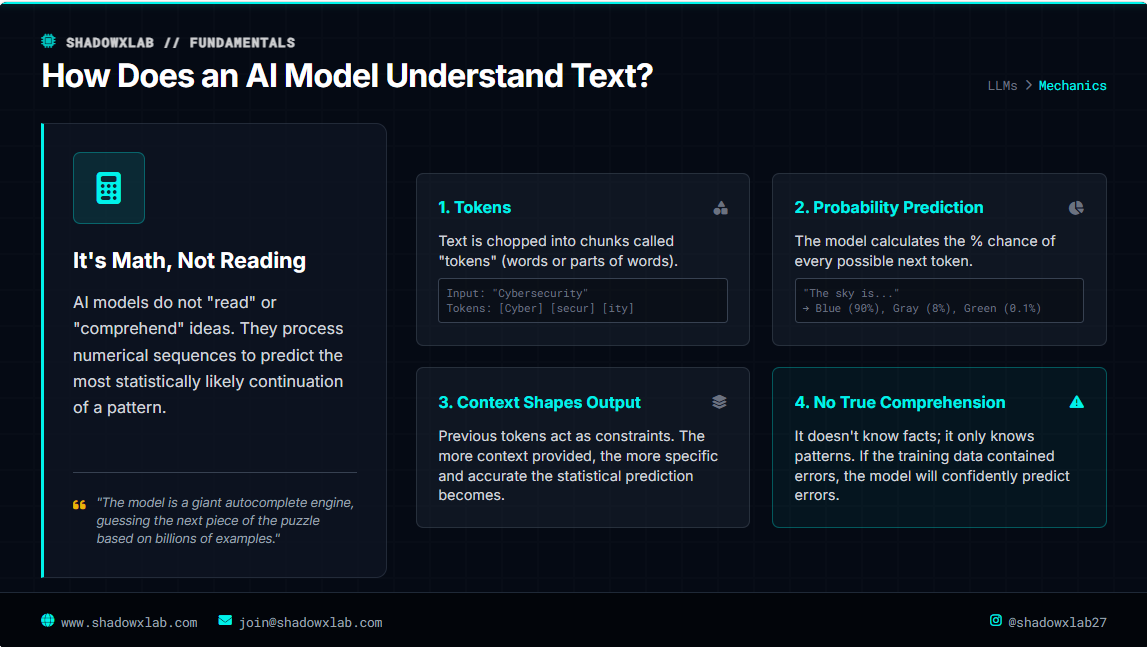 SHADOWXLAB // FUNDAMENTALS
How Does an AI Model Understand Text?
LLMs > Mechanics
It's Math, Not Reading
AI models do not "read" or
"comprehend" ideas. They process
numerical sequences to predict the
most statistically likely continuation
of a pattern.
"The model is a giant autocomplete engine,
guessing the next piece of the puzzle
based on billions of examples."
1. Tokens
Text is chopped into chunks called
"tokens" (words or parts of words).
Input: "Cybersecurity"
Tokens: [Cyber] [secur] [ity]
2. Probability Prediction
The model calculates the % chance of
every possible next token.
"The sky is..."
→ Blue (90%), Gray (8%), Green (0.1%)
3. Context Shapes Output
Previous tokens act as constraints. The
more context provided, the more specific
and accurate the statistical prediction
becomes.
4. No True Comprehension
It doesn't know facts; it only knows
patterns. If the training data contained
errors, the model will confidently predict
errors.
www.shadowxlab.com
join@shadowxlab.com
@shadowxlab27